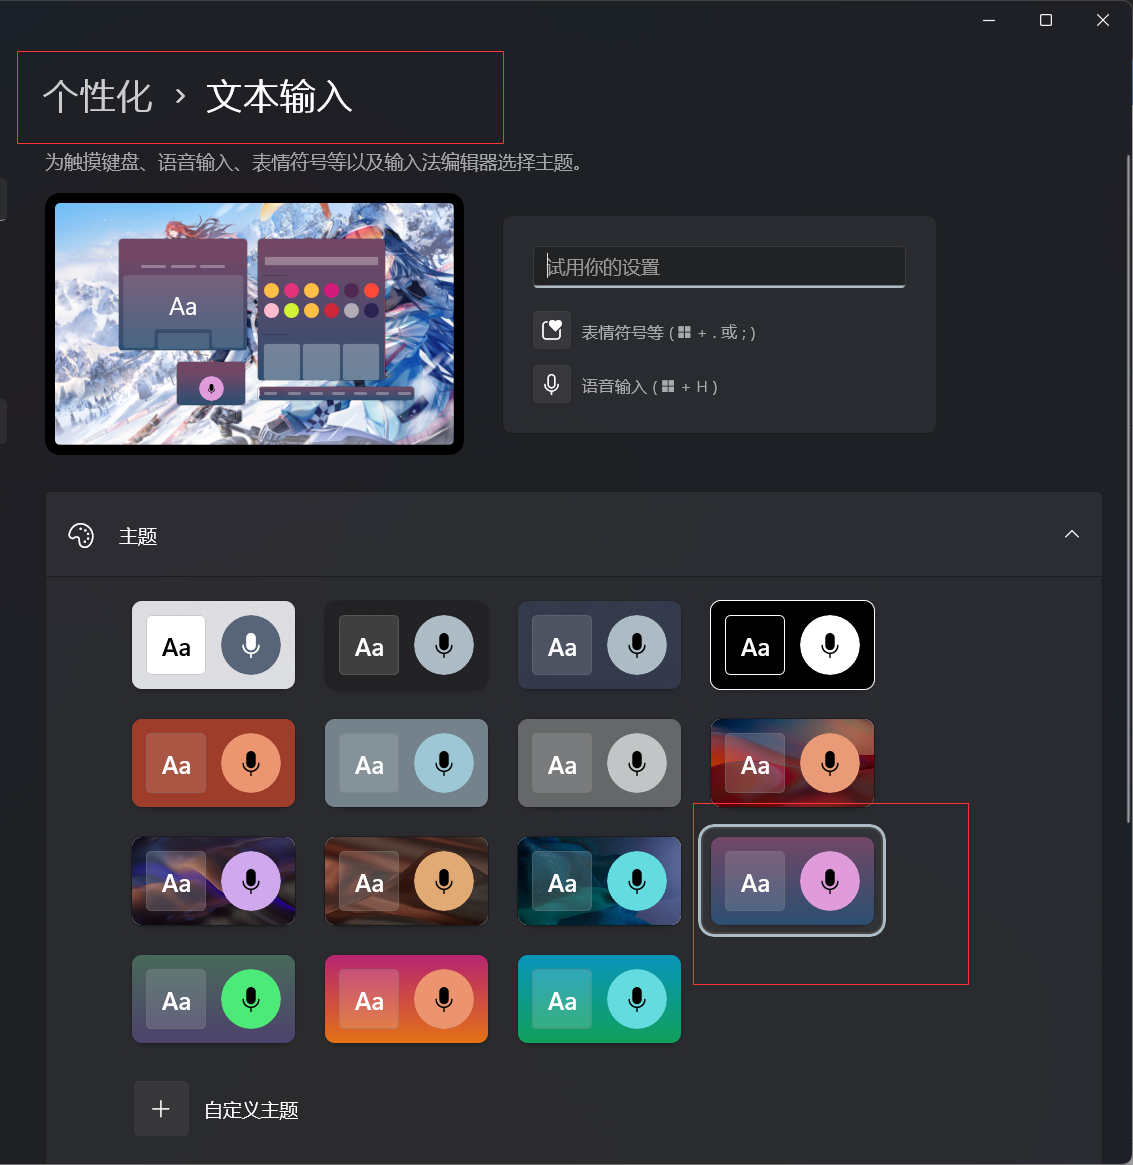 个性化 › 文本输入
为触摸键盘、语音输入、表情符号等以及输入法编辑器选择主题。
Aa
试用你的设置
表情符号等 ( + . 或 ; )
语音输入 ( + H )
主题
Aa Aa Aa Aa
Aa Aa Aa Aa
Aa Aa Aa Aa
Aa Aa Aa
自定义主题